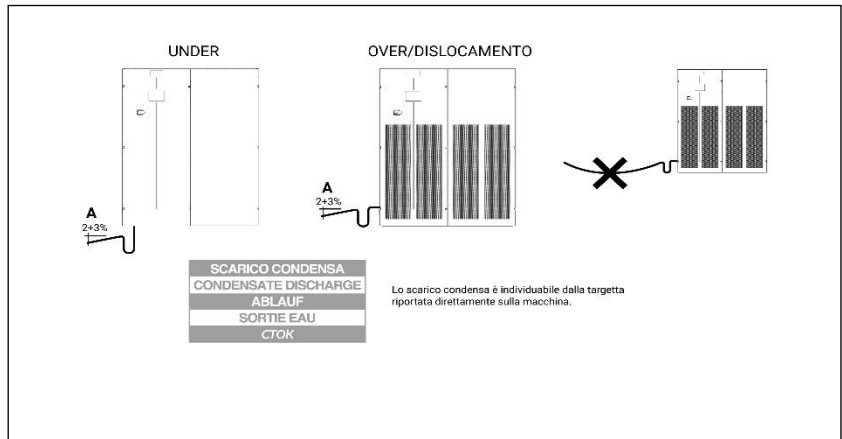 UNDER
OVER/DISLOCAMENTO
A
2+3%
A
2+3%
SCARICO CONDENSA
CONDENSATE DISCHARGE
ABLAUF
SORTIE EAU
СТОК
Lo scarico condensa è individuabile dalla targetta
riportata direttamente sulla macchina.